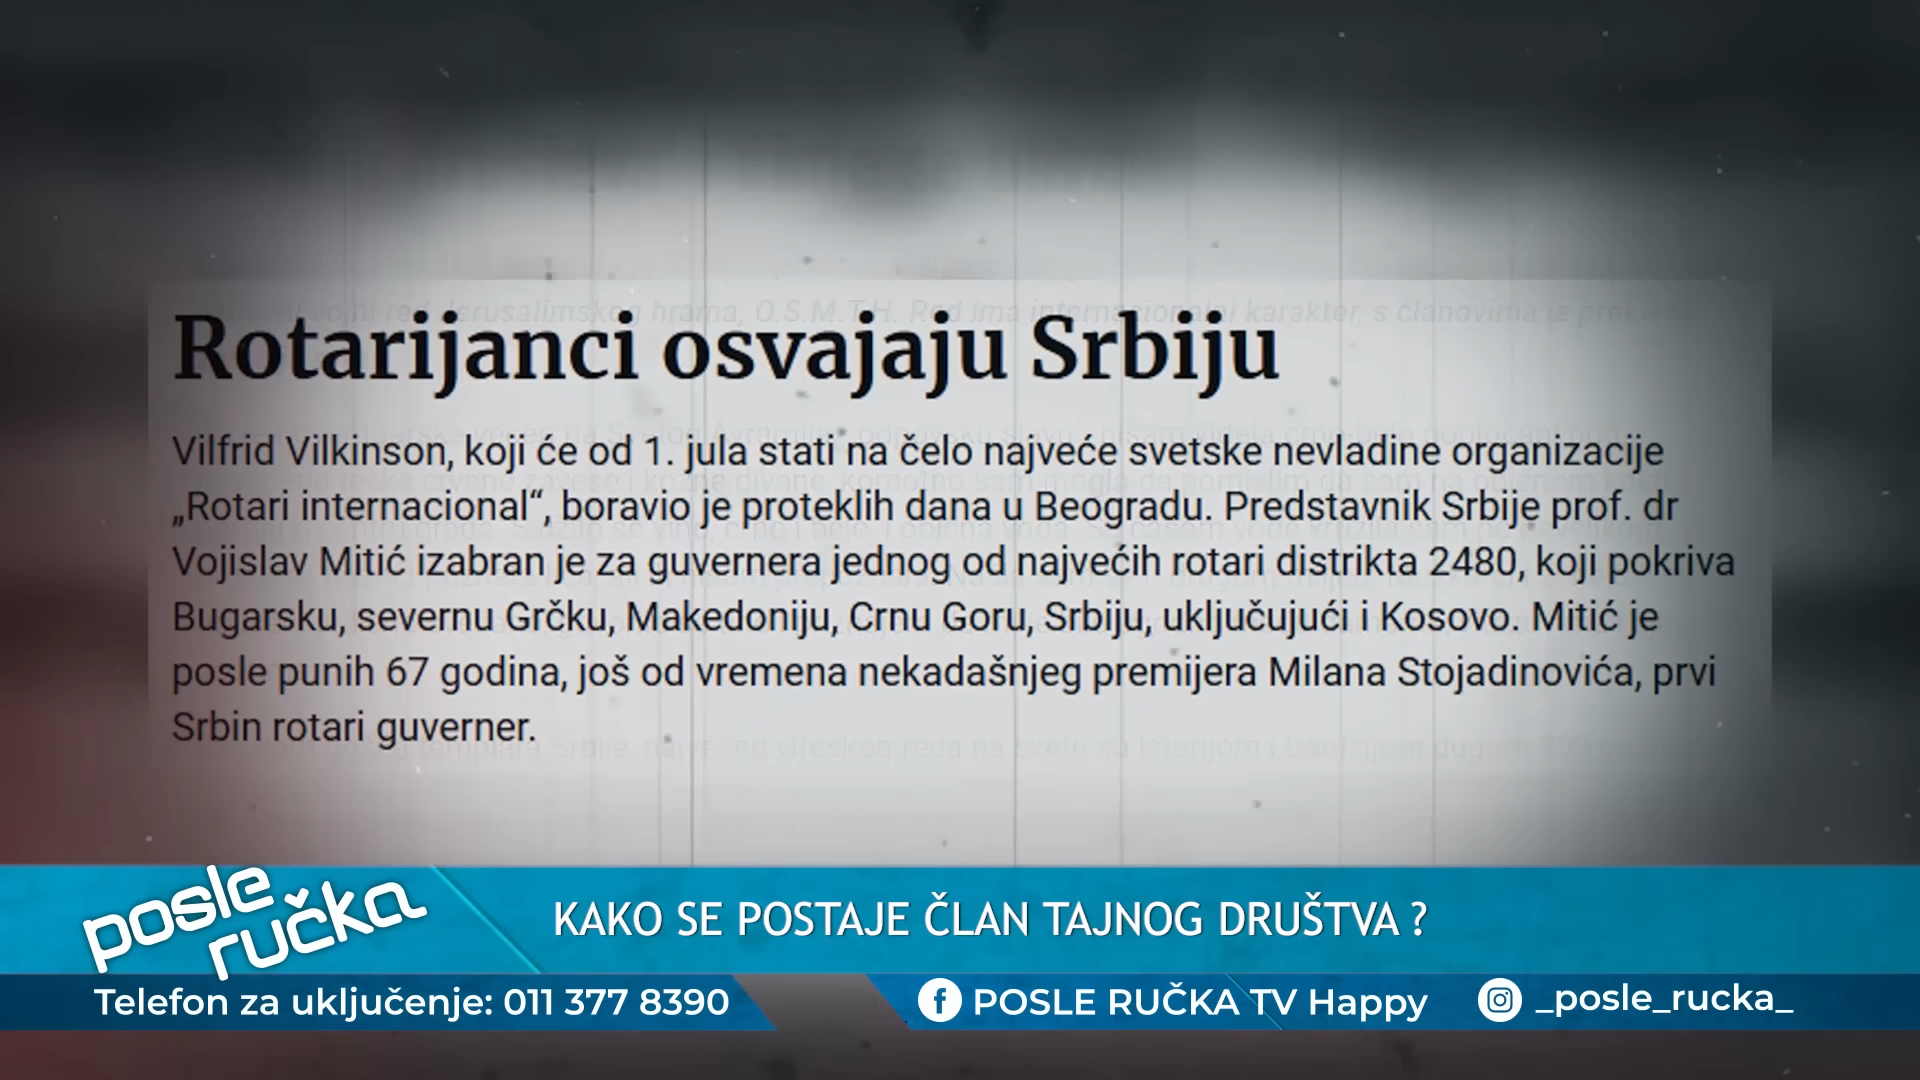 Rotarijanci osvajaju Srbiju
Vilfrid Vilkinson, koji će od 1. jula stati na čelo najveće svetske nevladine organizacije
„Rotari internacional“, boravio je proteklih dana u Beogradu. Predstavnik Srbije prof. dr
Vojislav Mitić izabran je za guvernera jednog od najvećih rotari distrikta 2480, koji pokriva
Bugarsku, severnu Grčku, Makedoniju, Crnu Goru, Srbiju, uključujući i Kosovo. Mitić je
posle punih 67 godina, još od vremena nekadašnjeg premijera Milana Stojadinovića, prvi
Srbin rotari guverner.
posle
ručka
KAKO SE POSTAJE ČLAN TAJNOG DRUŠTVA ?
Telefon za uključenje: 011 377 8390
POSLE RUČKA TV Happy
_posle_rucka_